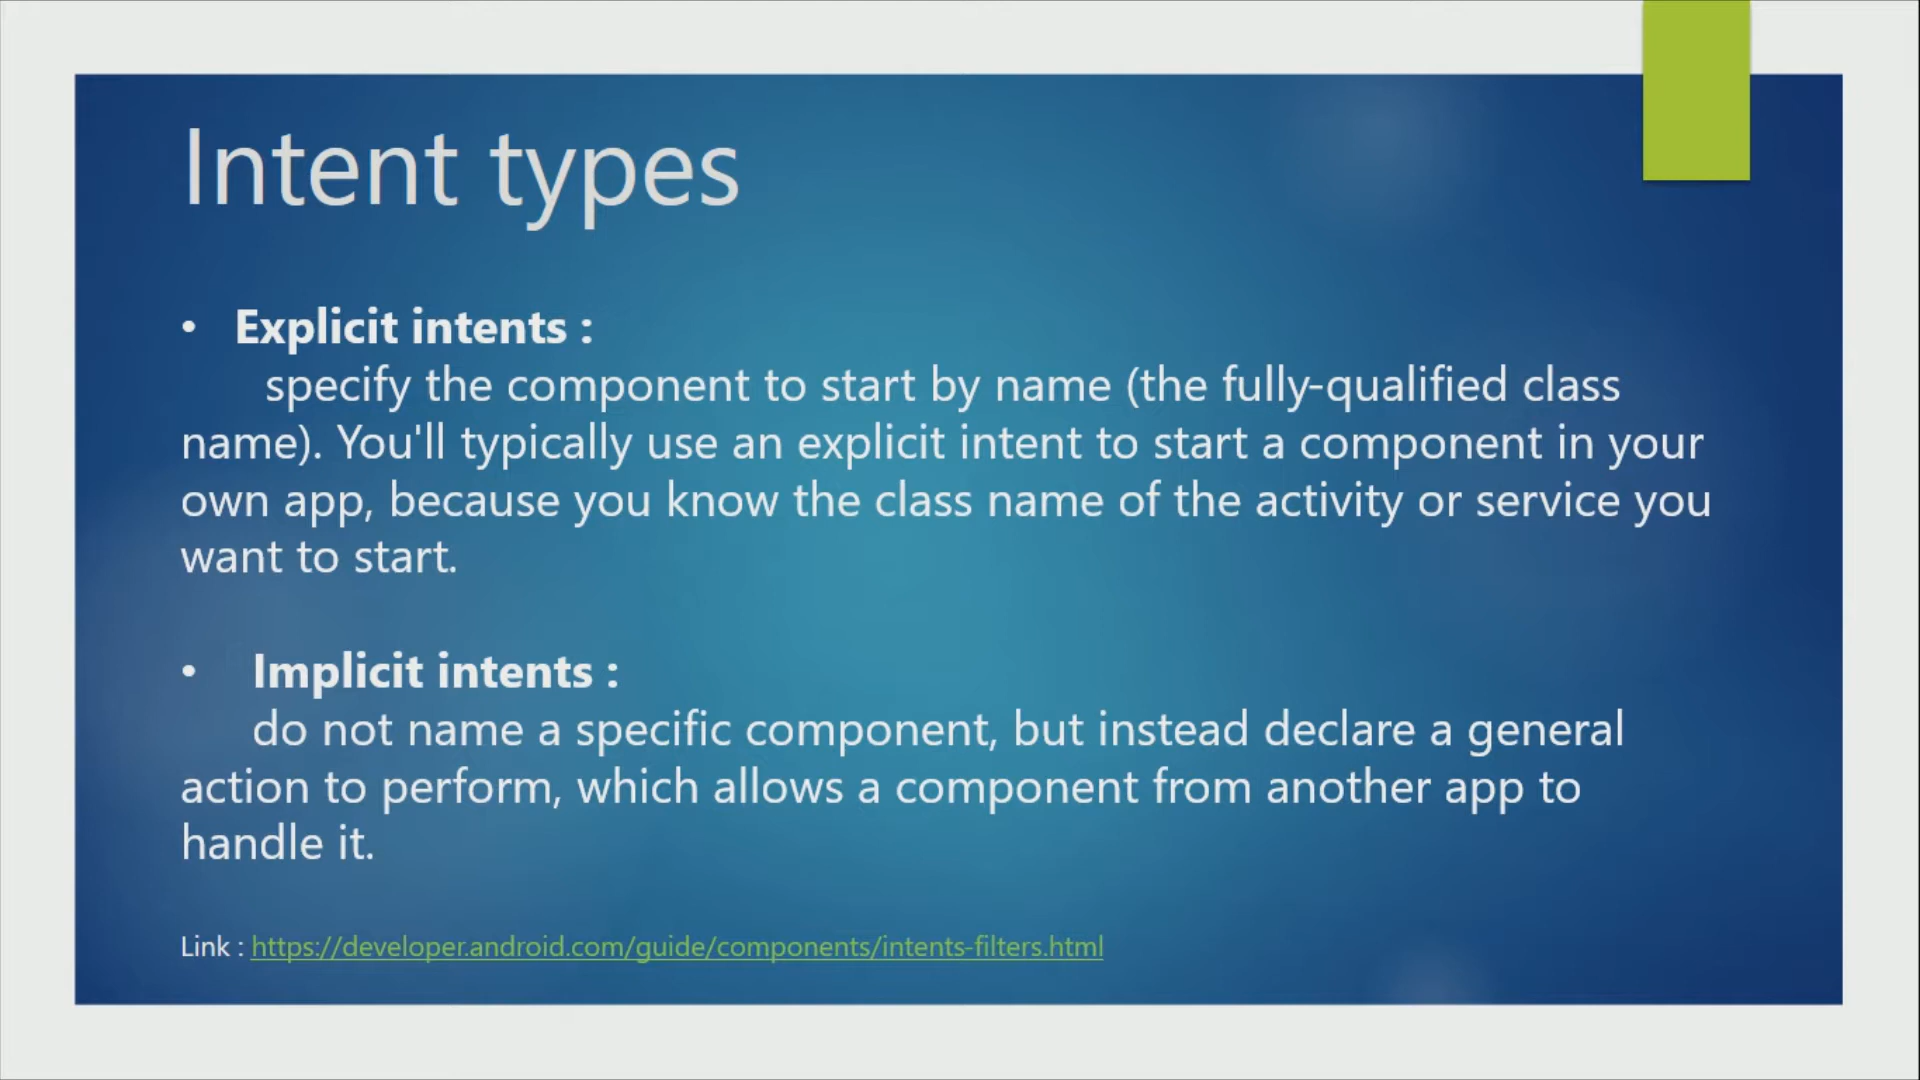 Intent types
• Explicit intents :
specify the component to start by name (the fully-qualified class
name). You'll typically use an explicit intent to start a component in your
own app, because you know the class name of the activity or service you
want to start.
• Implicit intents :
do not name a specific component, but instead declare a general
action to perform, which allows a component from another app to
handle it.
Link : https://developer.android.com/guide/components/intents-filters.html